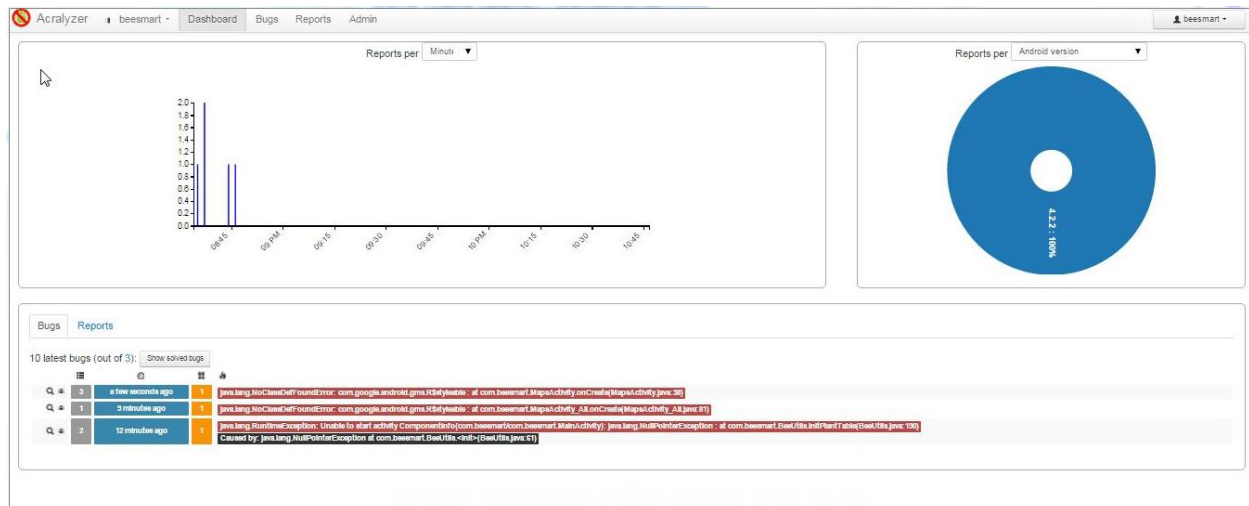 Acralyzer beesmart Dashboard Bugs Reports Admin beesmart
Reports per Minute
2.0
1.8
1.6
1.4
1.2
1.0
0.8
0.6
0.4
0.2
0.0
08:45 09 PM 09:15 09:30 09:45 10 PM 10:15 10:30 10:45
Reports per Android version
4.2.2 : 100%
Bugs Reports
10 latest bugs (out of 3): Show solved bugs
3 a few seconds ago 1 java.lang.NoClassDefFoundError: com.google.android.gms.R$styleable : at com.beesmart.MapsActivity.onCreate(MapsActivity.java:38)
1 5 minutes ago 1 java.lang.NoClassDefFoundError: com.google.android.gms.R$styleable : at com.beesmart.MapsActivity_All.onCreate(MapsActivity_All.java:81)
2 12 minutes ago 1 java.lang.RuntimeException: Unable to start activity ComponentInfo{com.beesmart/com.beesmart.MainActivity}: java.lang.NullPointerException : at com.beesmart.BeeUtils.initPlantTable(BeeUtils.java:190)
Caused by: java.lang.NullPointerException at com.beesmart.BeeUtils.<init>(BeeUtils.java:61)